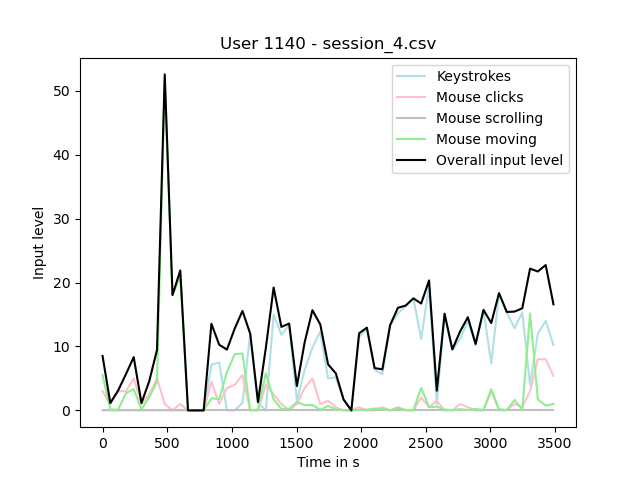 User 1140 - session_4.csv
Keystrokes
Mouse clicks
Mouse scrolling
Mouse moving
Overall input level
Input level
50
40
30
20
10
0
0 500 1000 1500 2000 2500 3000 3500
Time in s